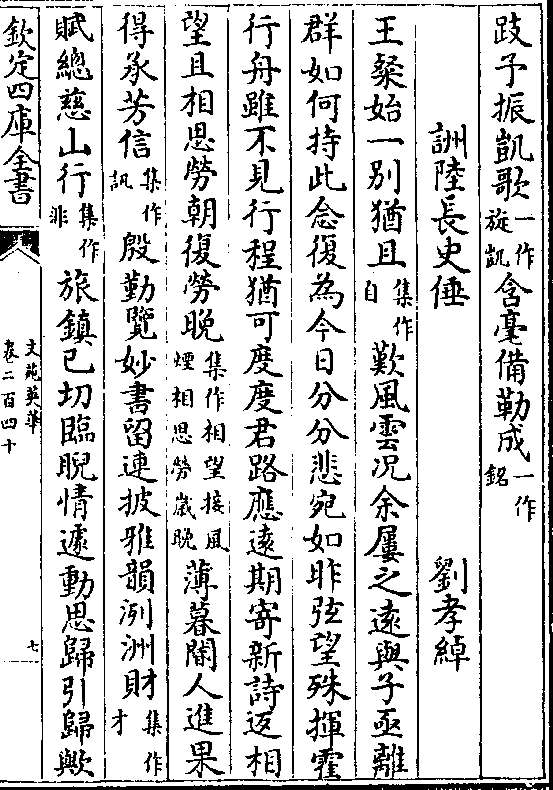 跂予振凱歌一作旋凱含毫備勒成一作銘
詶陸長史倕　劉孝綽
王粲始一別猶且集作自歎風雲况余屢之遠與子亟離
群如何持此念復為今日分分悲宛如昨弦望殊揮霍
行舟雖不見行程猶可度度君路應遠期寄新詩返相
望且相思勞朝復勞晚集作相望接風煙相思勞歲晚薄暮閽人進果
得承芳信集作訊殷勤覽妙書留連披雅韻洌洲財集作才
賦總慈山行集作非旅鎮已切臨睨情遽動思歸引歸歟
欽定四庫全書
文苑英華
卷二百四十
七